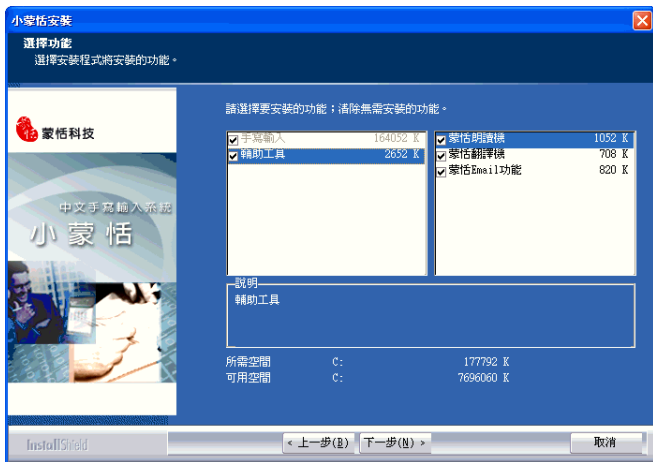 小蒙恬安裝
選擇功能
選擇安裝程式將安裝的功能。
蒙恬科技
中文手寫輸入系統
小蒙恬
請選擇要安裝的功能；清除無需安裝的功能。
手寫輸入 164052 K
輔助工具 2652 K
蒙恬朗讀機 1052 K
蒙恬翻譯機 708 K
蒙恬Email功能 820 K
說明
輔助工具
所需空間 C: 177792 K
可用空間 C: 7696060 K
InstallShield
< 上一步(B) 下一步(N) > 取消